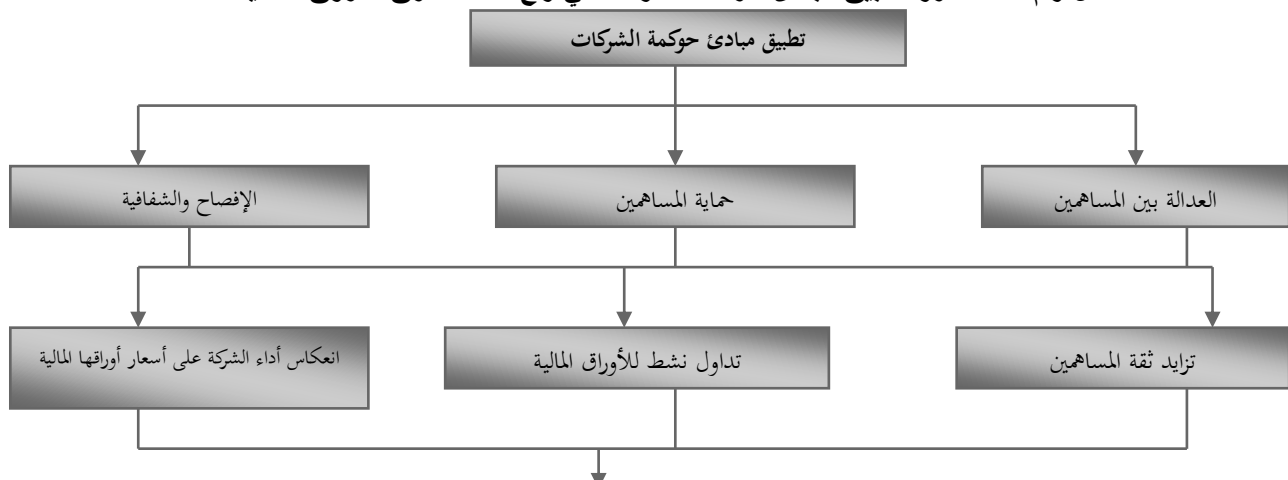 تطبيق مبادئ حوكمة الشركات
العدالة بين المساهمين
حماية المساهمين
الإفصاح والشفافية
تزايد ثقة المساهمين
تداول نشط للأوراق المالية
انعكاس أداء الشركة على أسعار أوراقها المالية